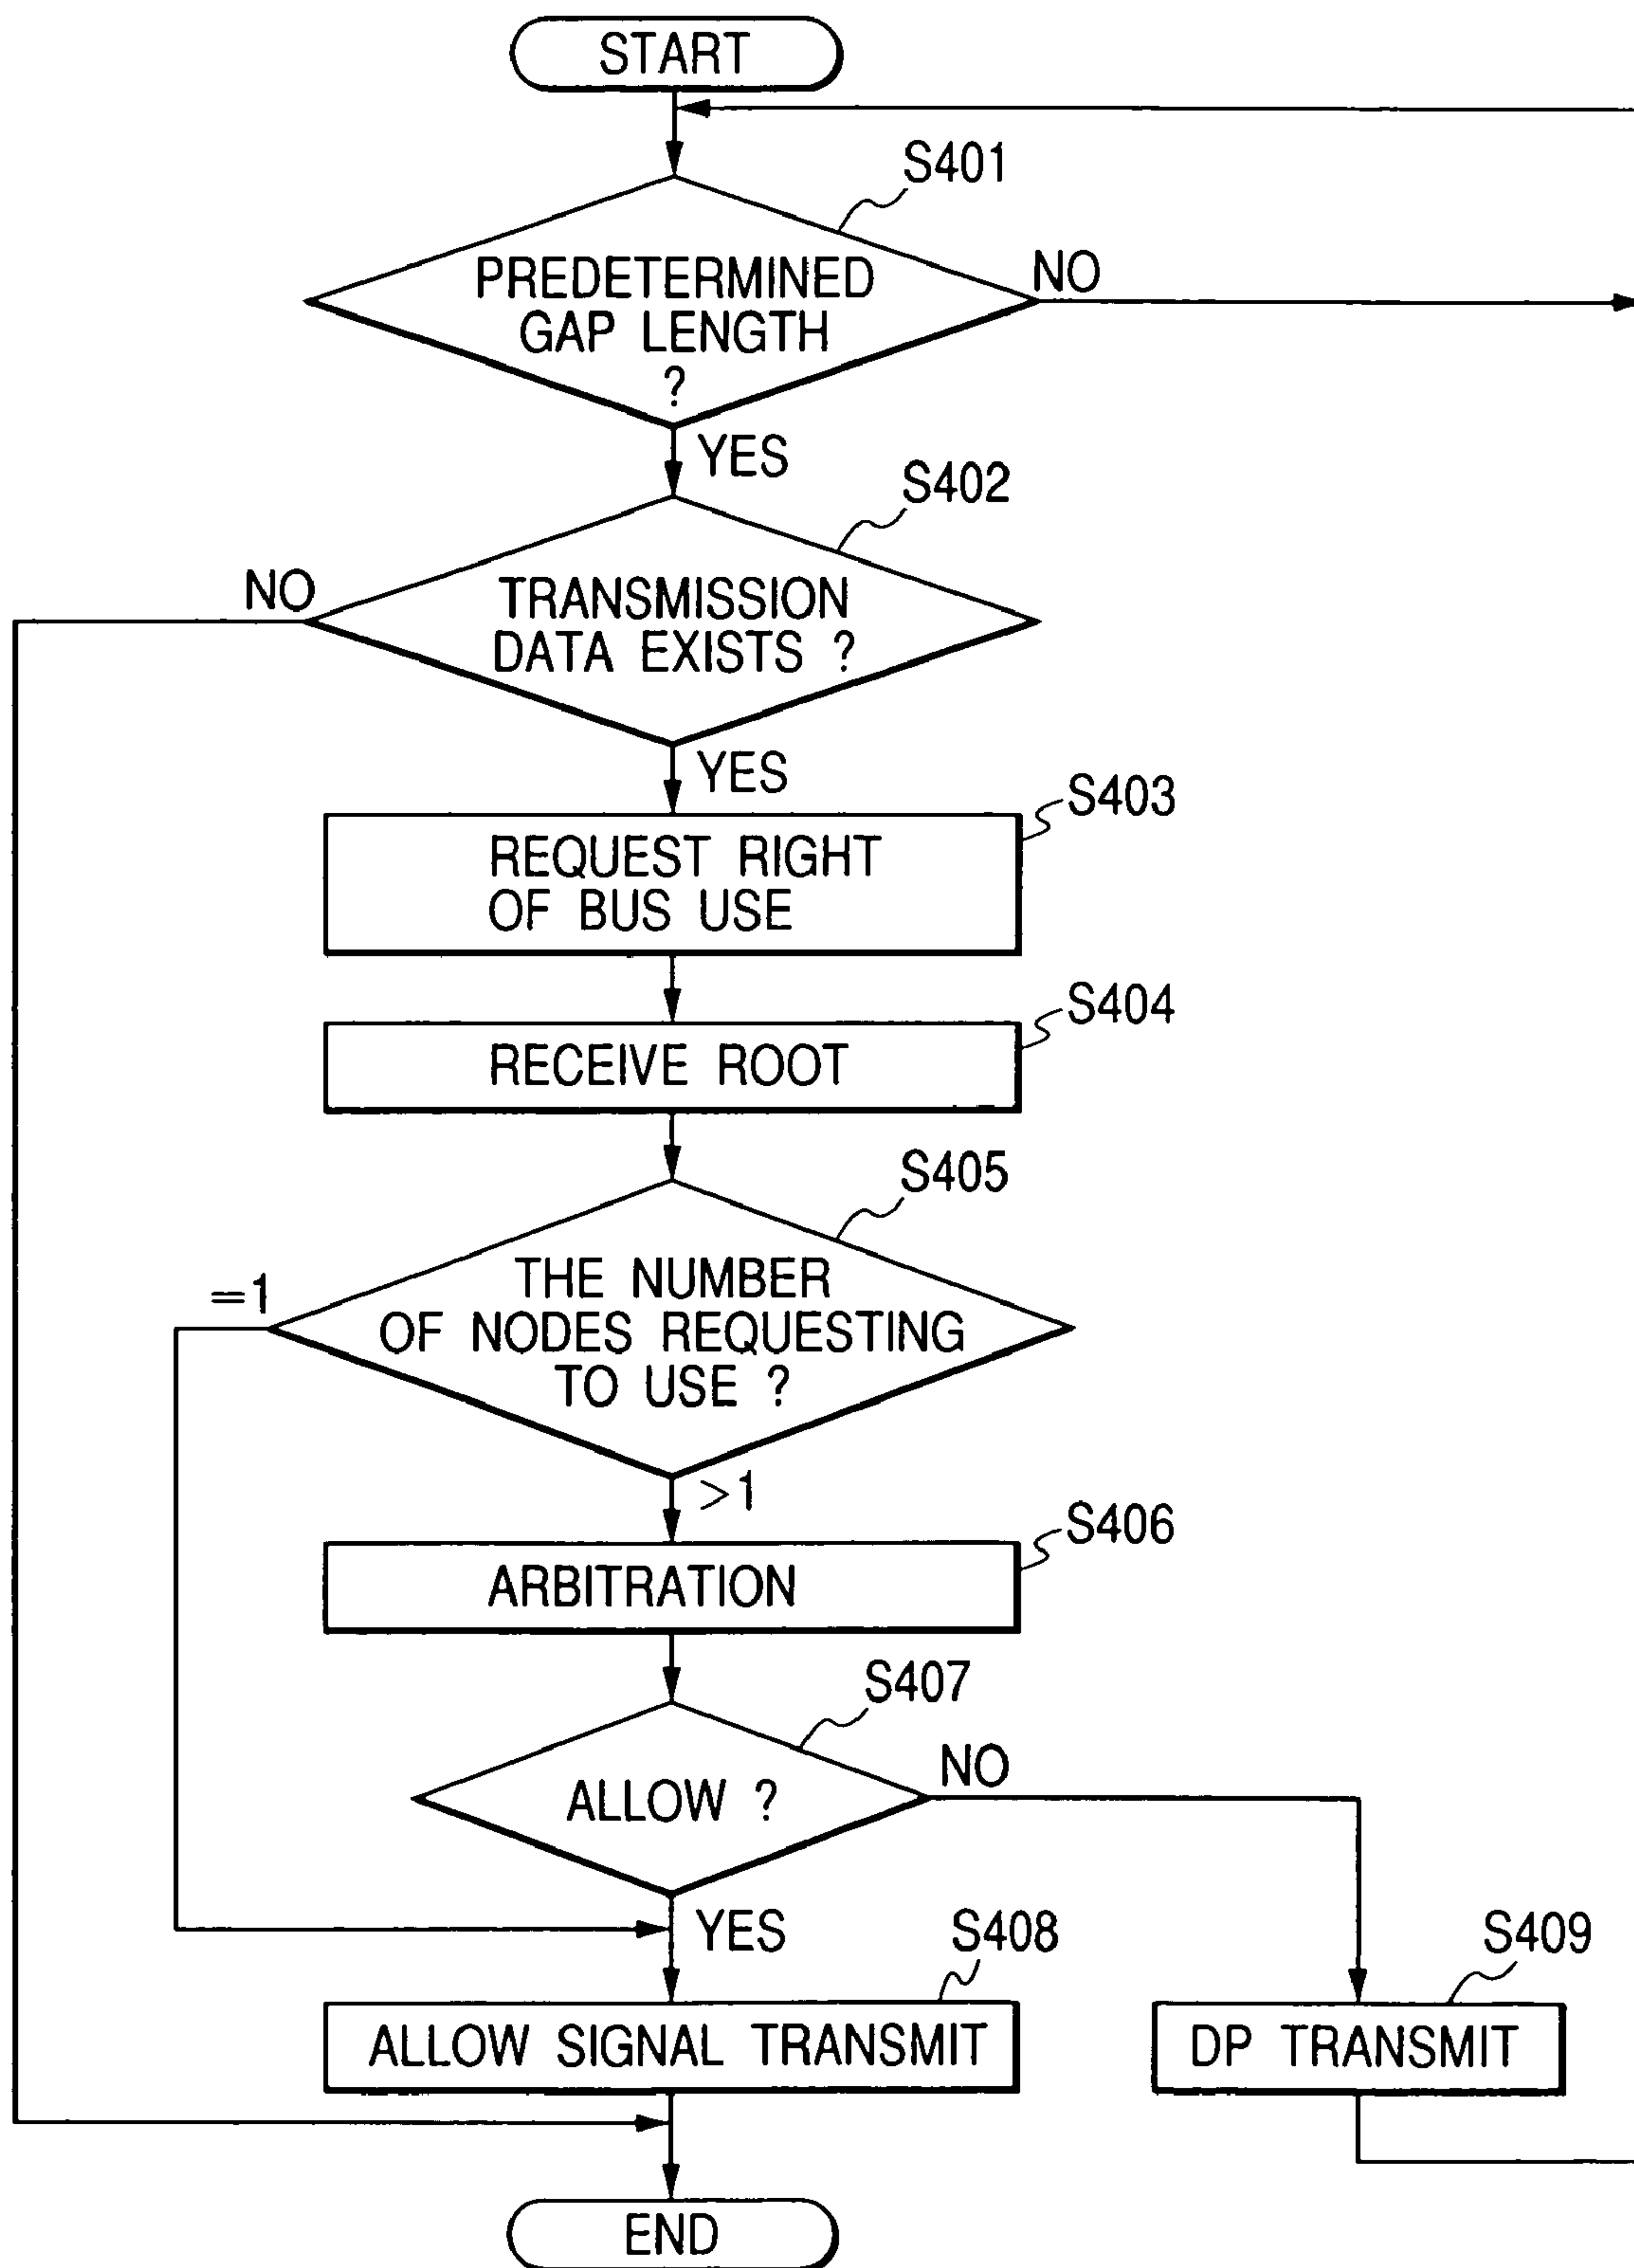 START
S401
PREDETERMINED
GAP LENGTH
?
NO
YES
S402
TRANSMISSION
DATA EXISTS ?
NO
YES
S403
REQUEST RIGHT
OF BUS USE
S404
RECEIVE ROOT
S405
THE NUMBER
OF NODES REQUESTING
TO USE ?
=1
>1
S406
ARBITRATION
S407
ALLOW ?
NO
YES
S408
ALLOW SIGNAL TRANSMIT
S409
DP TRANSMIT
END